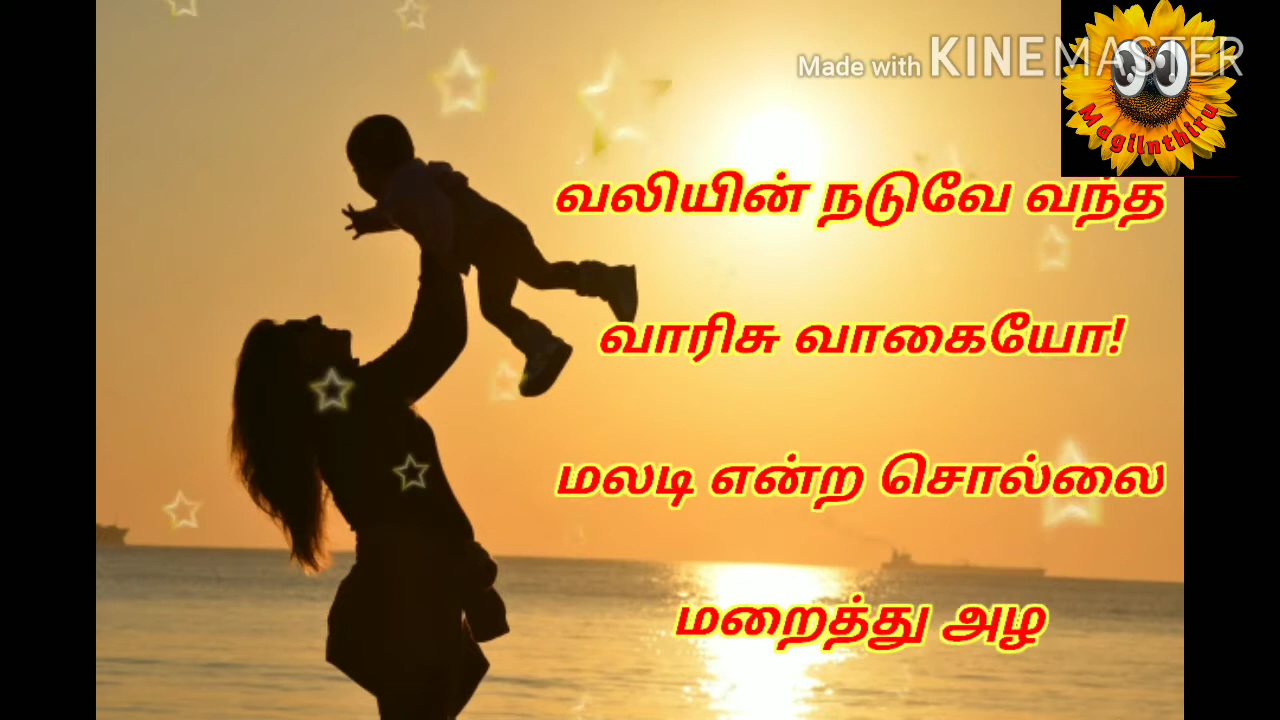 Made with KINEMASTER
Magilnthiru
வலியின் நடுவே வந்த
வாரிசு வாகையோ!
மலடி என்ற சொல்லை
மறைத்து அழ